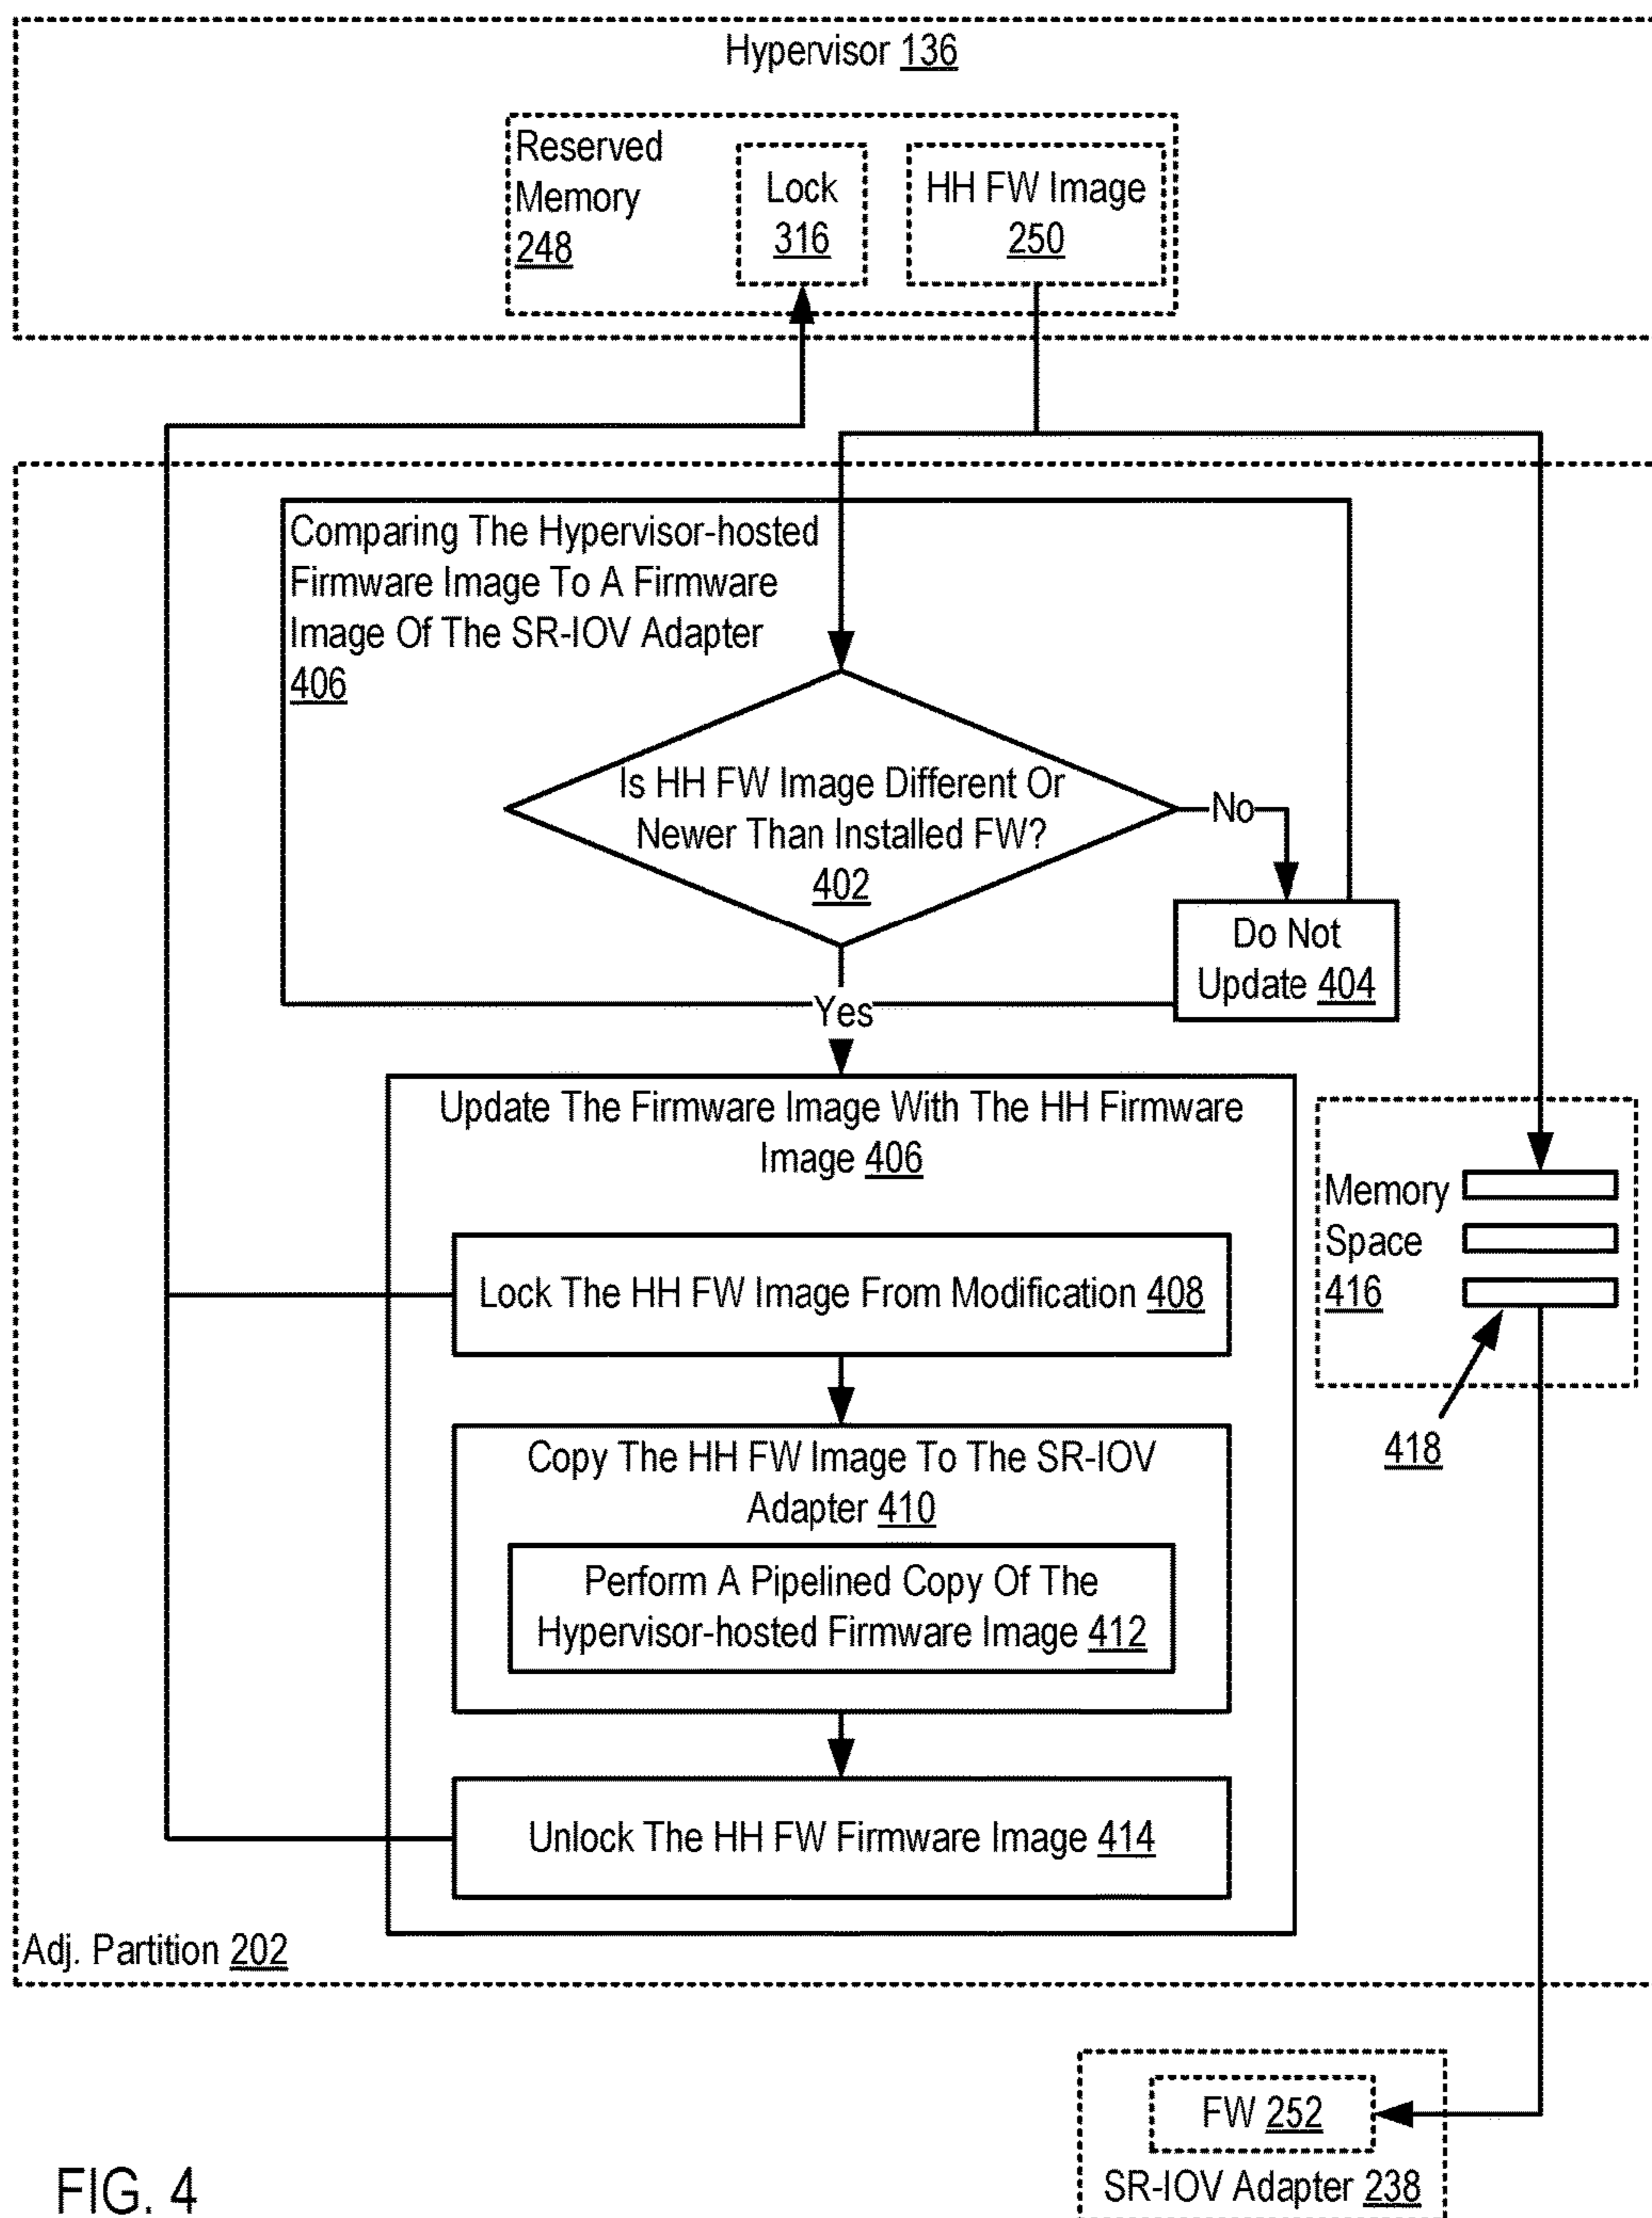 Hypervisor 136
Reserved
Memory
248
Lock
316
HH FW Image
250
Comparing The Hypervisor-hosted
Firmware Image To A Firmware
Image Of The SR-IOV Adapter
406
Is HH FW Image Different Or
Newer Than Installed FW?
402
No
Do Not
Update 404
Yes
Update The Firmware Image With The HH Firmware
Image 406
Memory
Space
416
Lock The HH FW Image From Modification 408
418
Copy The HH FW Image To The SR-IOV
Adapter 410
Perform A Pipelined Copy Of The
Hypervisor-hosted Firmware Image 412
Unlock The HH FW Firmware Image 414
Adj. Partition 202
FW 252
SR-IOV Adapter 238
FIG. 4